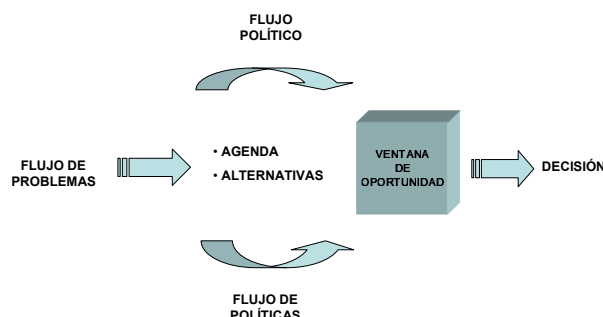 FLUJO
POLÍTICO
FLUJO DE
PROBLEMAS
• AGENDA
• ALTERNATIVAS
VENTANA
DE
OPORTUNIDAD
DECISIÓN
FLUJO DE
POLÍTICAS